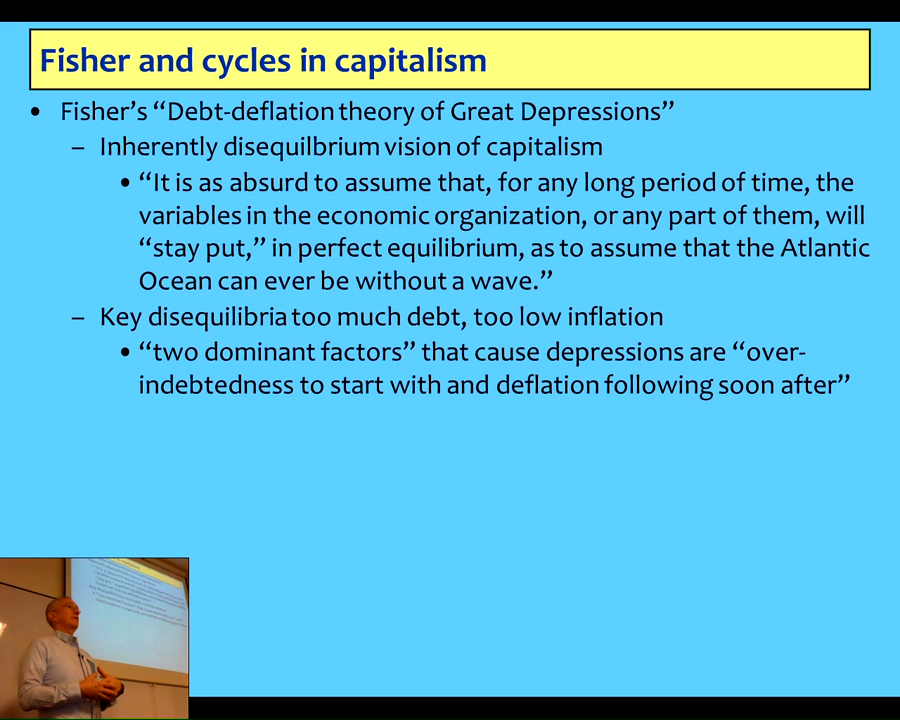 Fisher and cycles in capitalism
• Fisher's “Debt-deflation theory of Great Depressions”
– Inherently disequilbrium vision of capitalism
• “It is as absurd to assume that, for any long period of time, the
variables in the economic organization, or any part of them, will
“stay put,” in perfect equilibrium, as to assume that the Atlantic
Ocean can ever be without a wave.”
– Key disequilibria too much debt, too low inflation
• “two dominant factors” that cause depressions are “over-
indebtedness to start with and deflation following soon after”